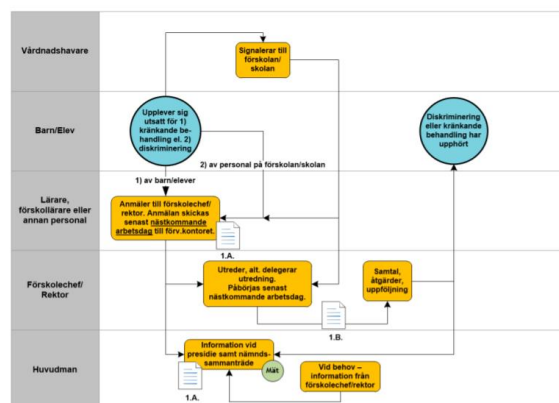 Vårdnadshavare
Signalerar till
förskolan/
skolan
Barn/Elev
Upplever sig
utsatt för 1)
kränkande be-
handling el. 2)
diskriminering
Diskriminering
eller kränkande
behandling har
upphört
2) av personal på förskolan/skolan
1) av barn/elever
Lärare,
förskollärare eller
annan personal
Anmäler till förskolechef/
rektor. Anmälan skickas
senast nästkommande
arbetsdag till förv.kontoret.
1.A.
Förskolechef/
Rektor
Utreder, alt. delegerar
utredning.
Påbörjas senast
nästkommande arbetsdag.
Samtal,
åtgärder,
uppföljning
1.B.
Huvudman
Information vid
presidie samt nämnd-
sammanträde
Mät
1.A.
Vid behov –
information från
förskolechef/rektor